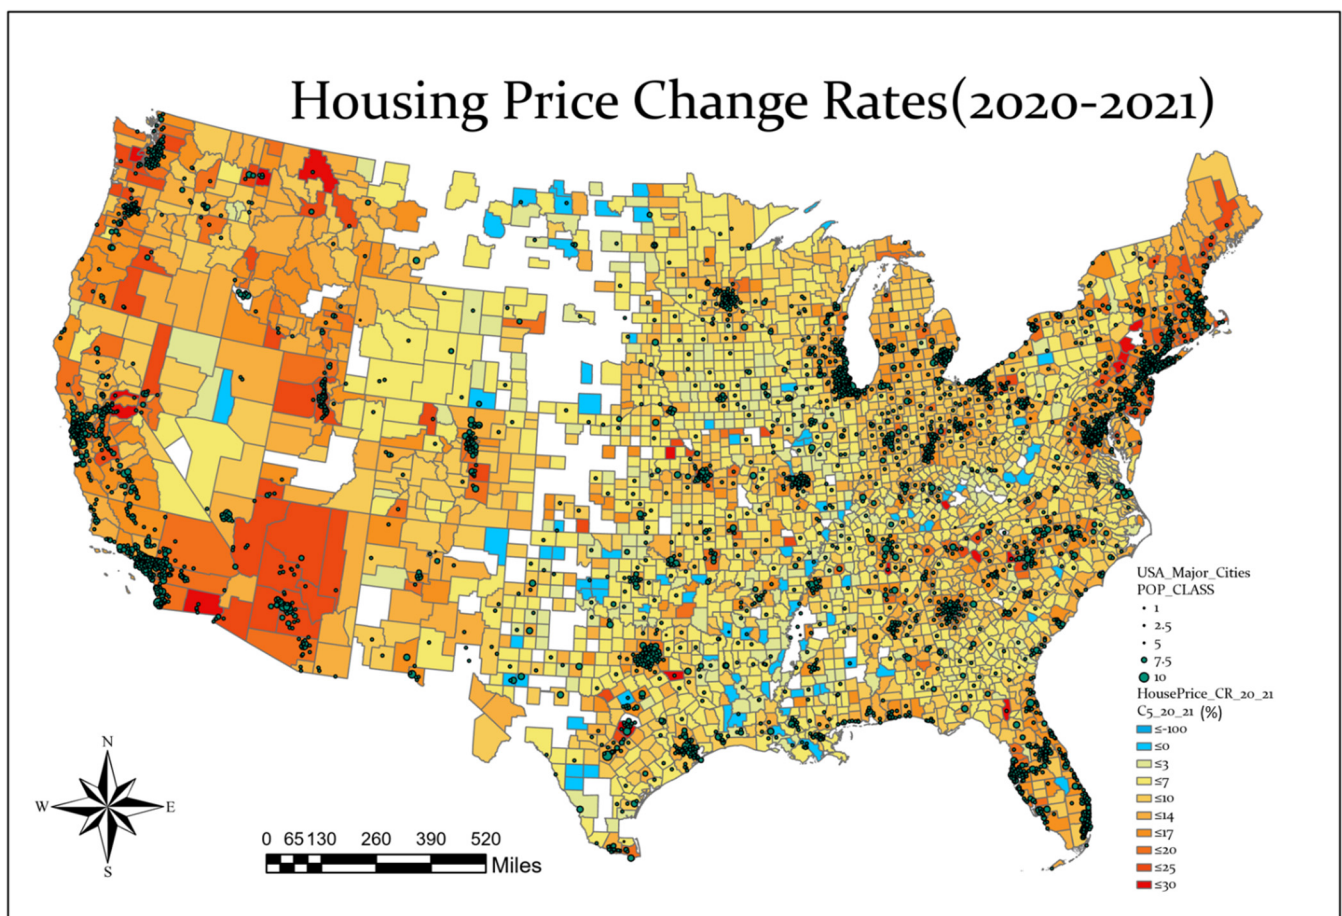 Housing Price Change Rates(2020-2021)
USA_Major_Cities
POP_CLASS
1
2.5
5
7.5
10
HousePrice_CR_20_21
C5_20_21 (%)
≤-100
≤0
≤3
≤7
≤10
≤14
≤17
≤20
≤25
≤30
N
W E
S
0 65 130 260 390 520
Miles